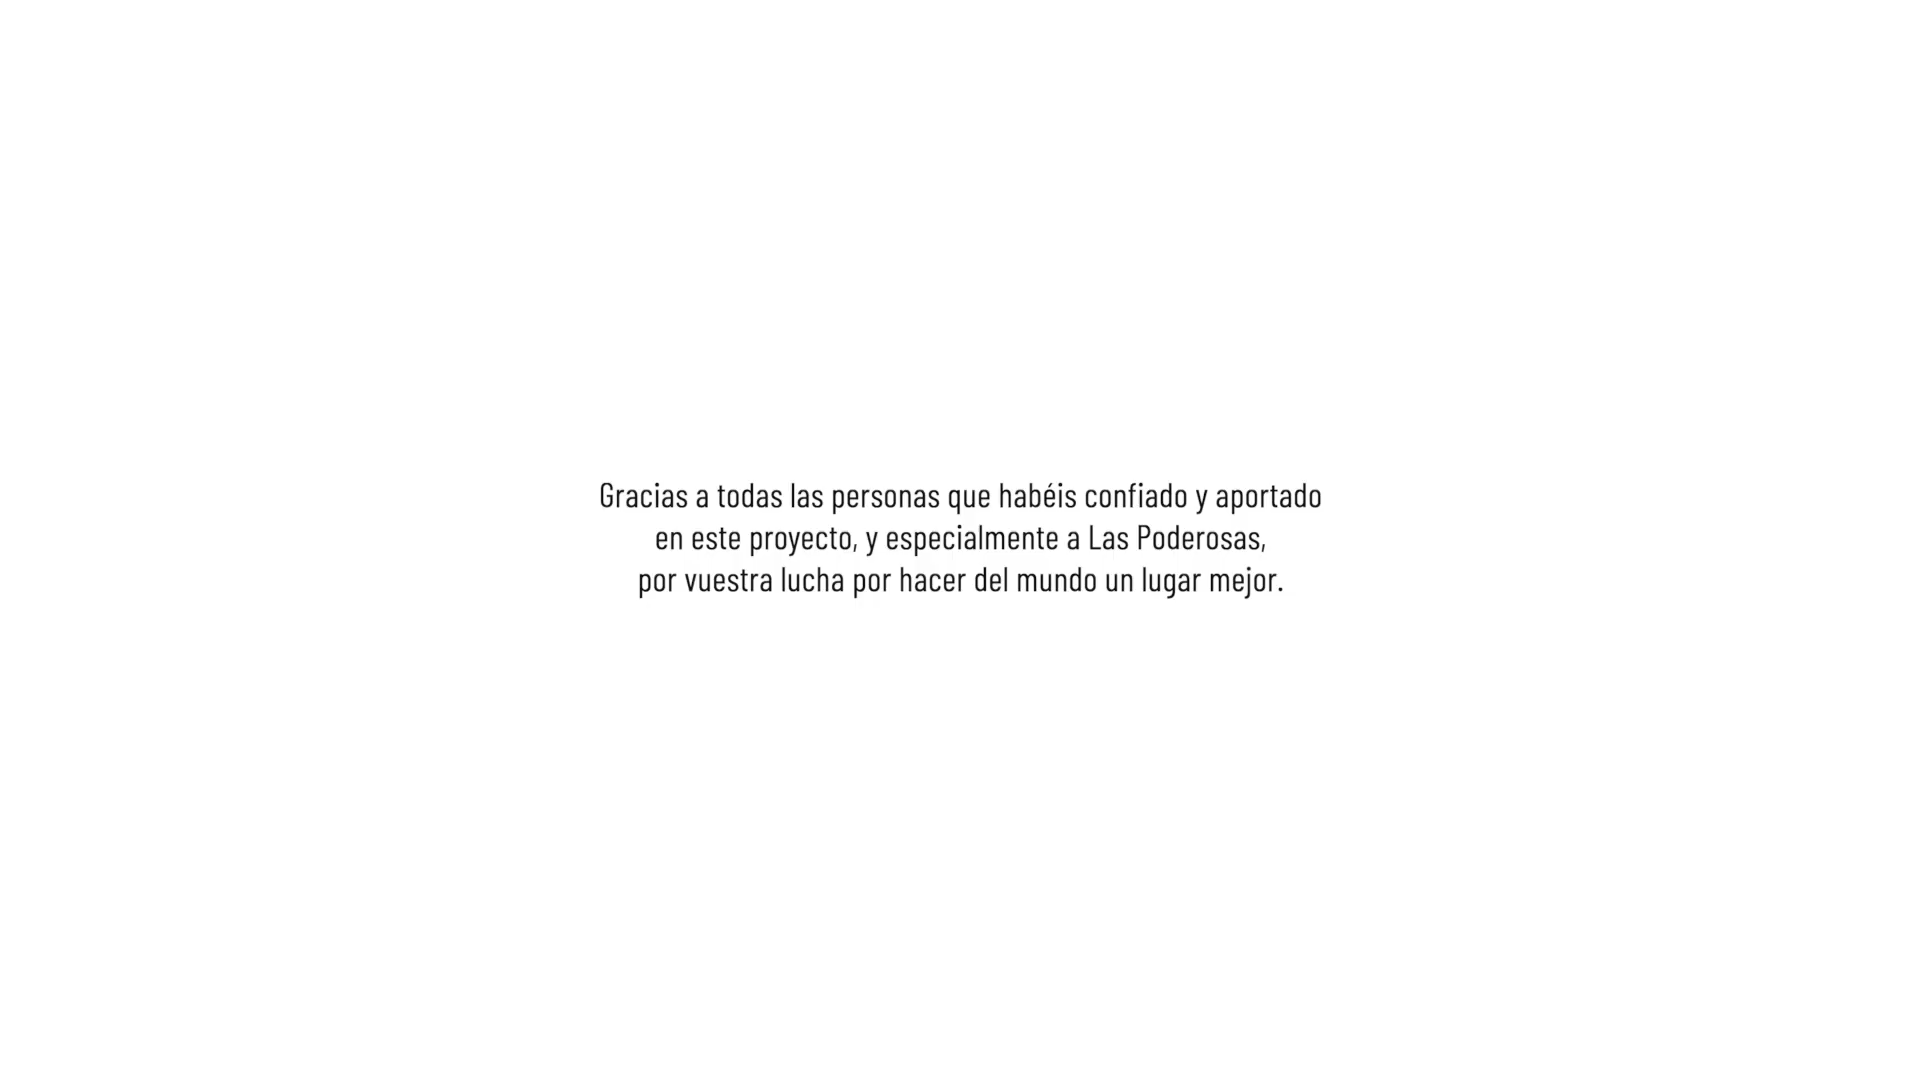 Gracias a todas las personas que habéis confiado y aportado
en este proyecto, y especialmente a Las Poderosas,
por vuestra lucha por hacer del mundo un lugar mejor.